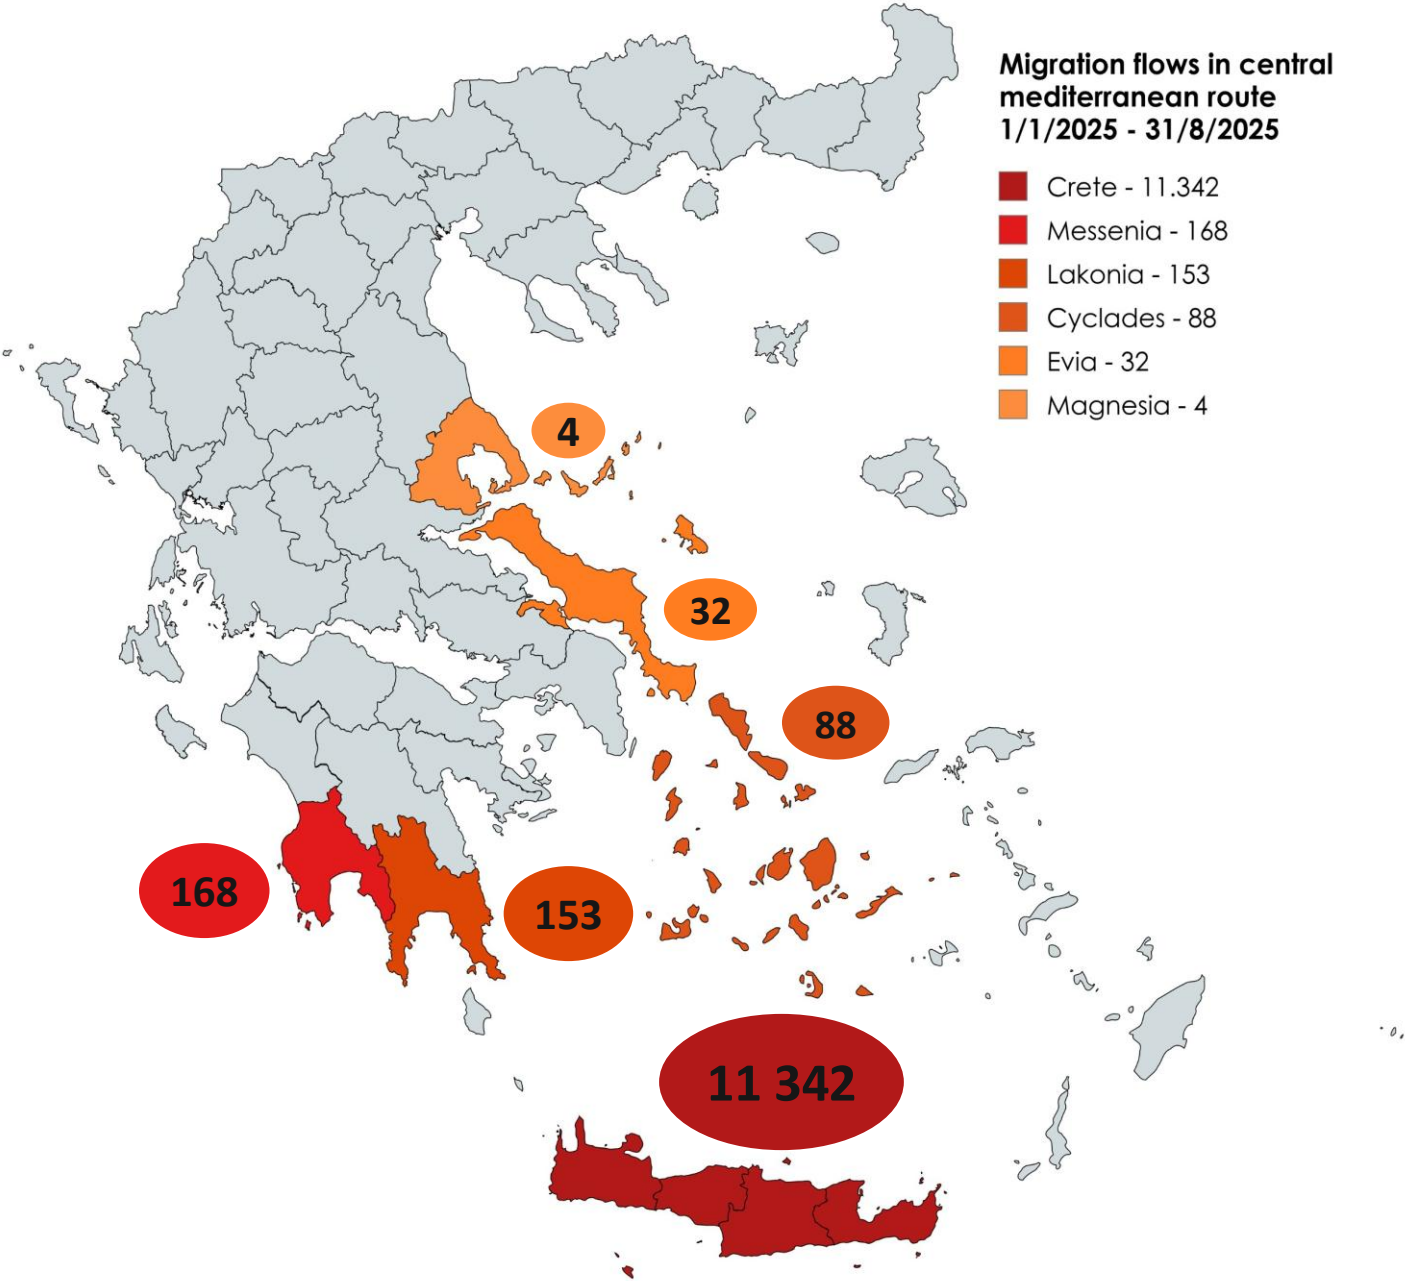 Migration flows in central
mediterranean route
1/1/2025 - 31/8/2025
Crete - 11.342
Messenia - 168
Lakonia - 153
Cyclades - 88
Evia - 32
Magnesia - 4
4
32
88
168
153
11 342